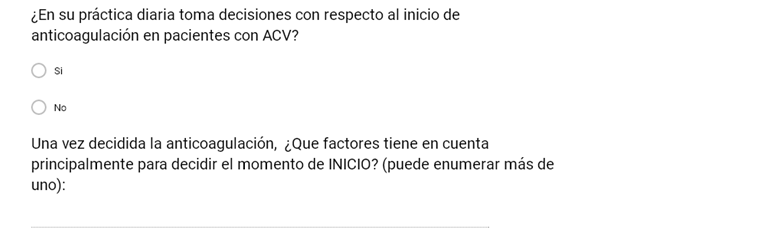 ¿En su práctica diaria toma decisiones con respecto al inicio de
anticoagulación en pacientes con ACV?
Si
No
Una vez decidida la anticoagulación,  ¿Que factores tiene en cuenta
principalmente para decidir el momento de INICIO? (puede enumerar más de
uno):